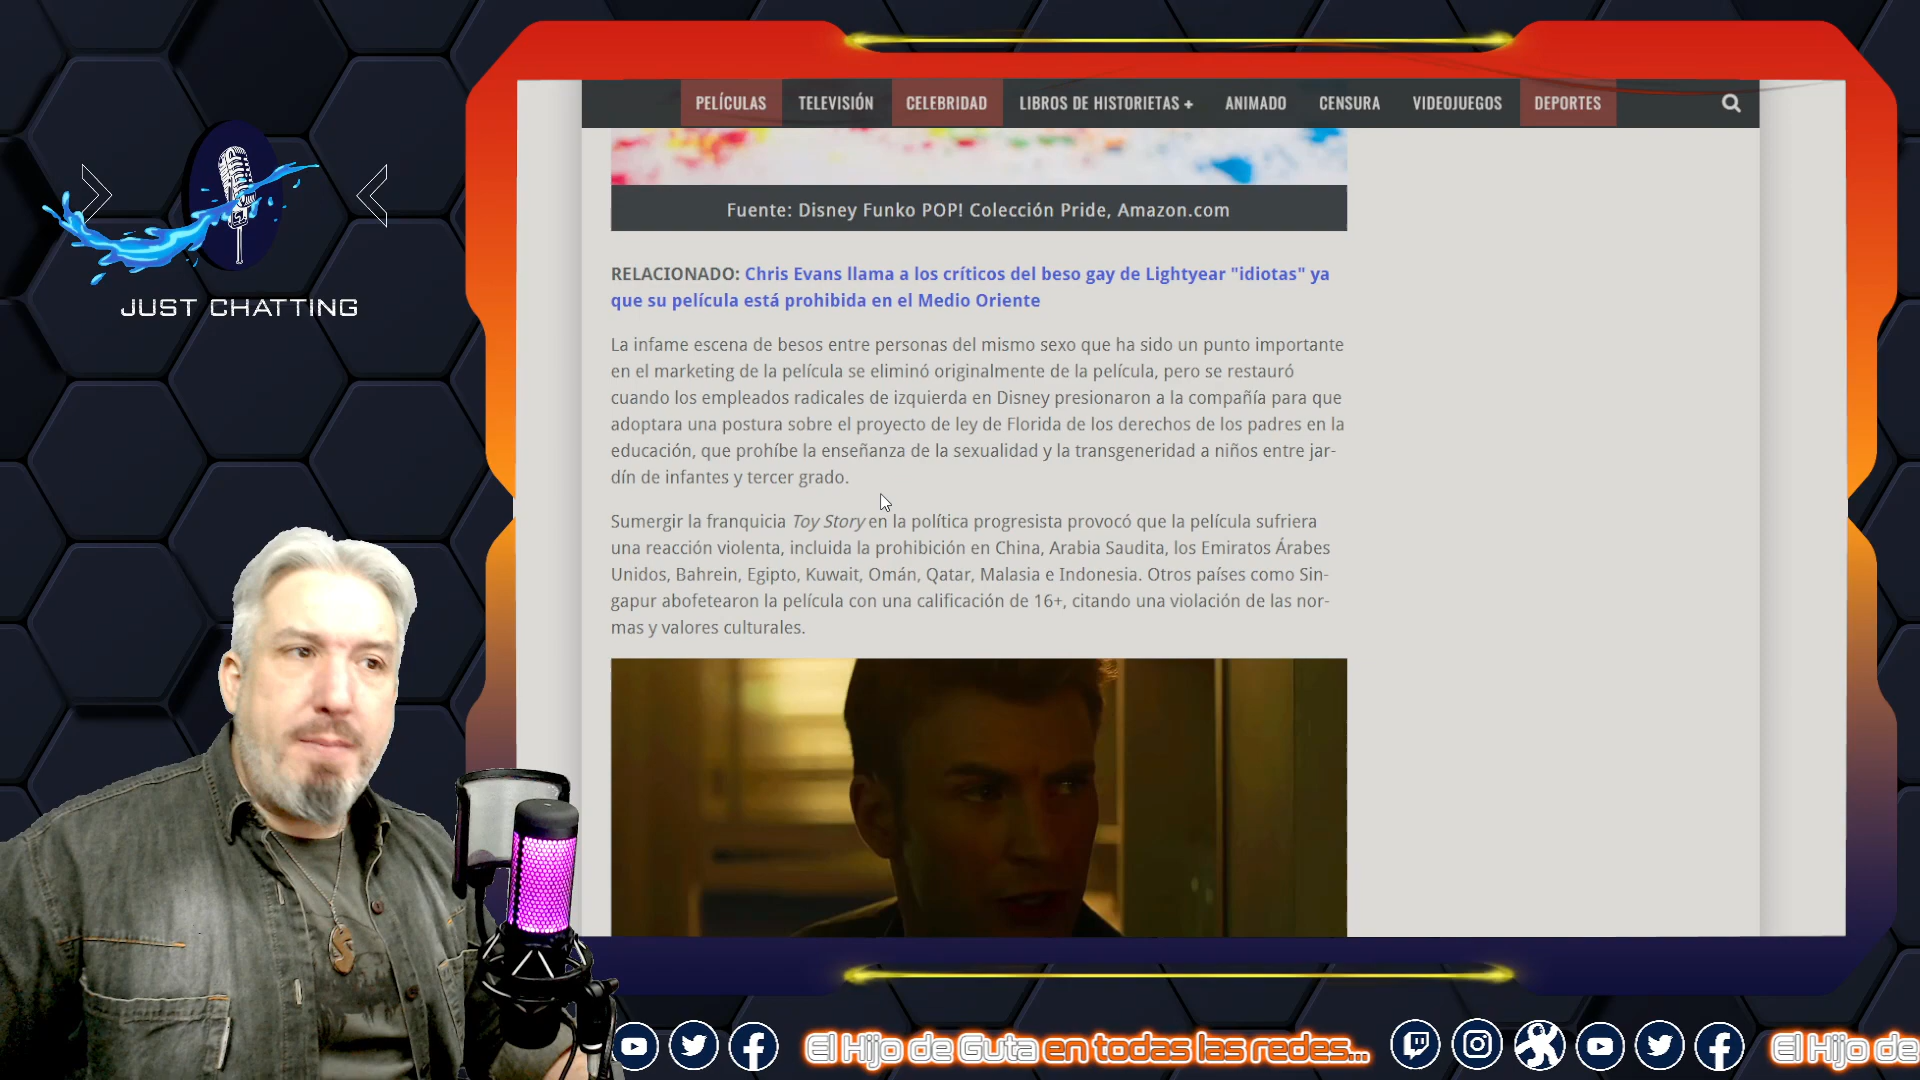 PELÍCULAS TELEVISIÓN CELEBRIDAD LIBROS DE HISTORIETAS + ANIMADO CENSURA VIDEOJUEGOS DEPORTES
Fuente: Disney Funko POP! Colección Pride, Amazon.com
JUST CHATTING
RELACIONADO: Chris Evans llama a los críticos del beso gay de Lightyear "idiotas" ya
que su película está prohibida en el Medio Oriente
La infame escena de besos entre personas del mismo sexo que ha sido un punto importante
en el marketing de la película se eliminó originalmente de la película, pero se restauró
cuando los empleados radicales de izquierda en Disney presionaron a la compañía para que
adoptara una postura sobre el proyecto de ley de Florida de los derechos de los padres en la
educación, que prohíbe la enseñanza de la sexualidad y la transgeneridad a niños entre jar-
dín de infantes y tercer grado.
Sumergir la franquicia Toy Story en la política progresista provocó que la película sufriera
una reacción violenta, incluida la prohibición en China, Arabia Saudita, los Emiratos Árabes
Unidos, Bahrein, Egipto, Kuwait, Omán, Qatar, Malasia e Indonesia. Otros países como Sin-
gapur abofetearon la película con una calificación de 16+, citando una violación de las nor-
mas y valores culturales.
El Hijo de Guta en todas las redes... El Hijo de